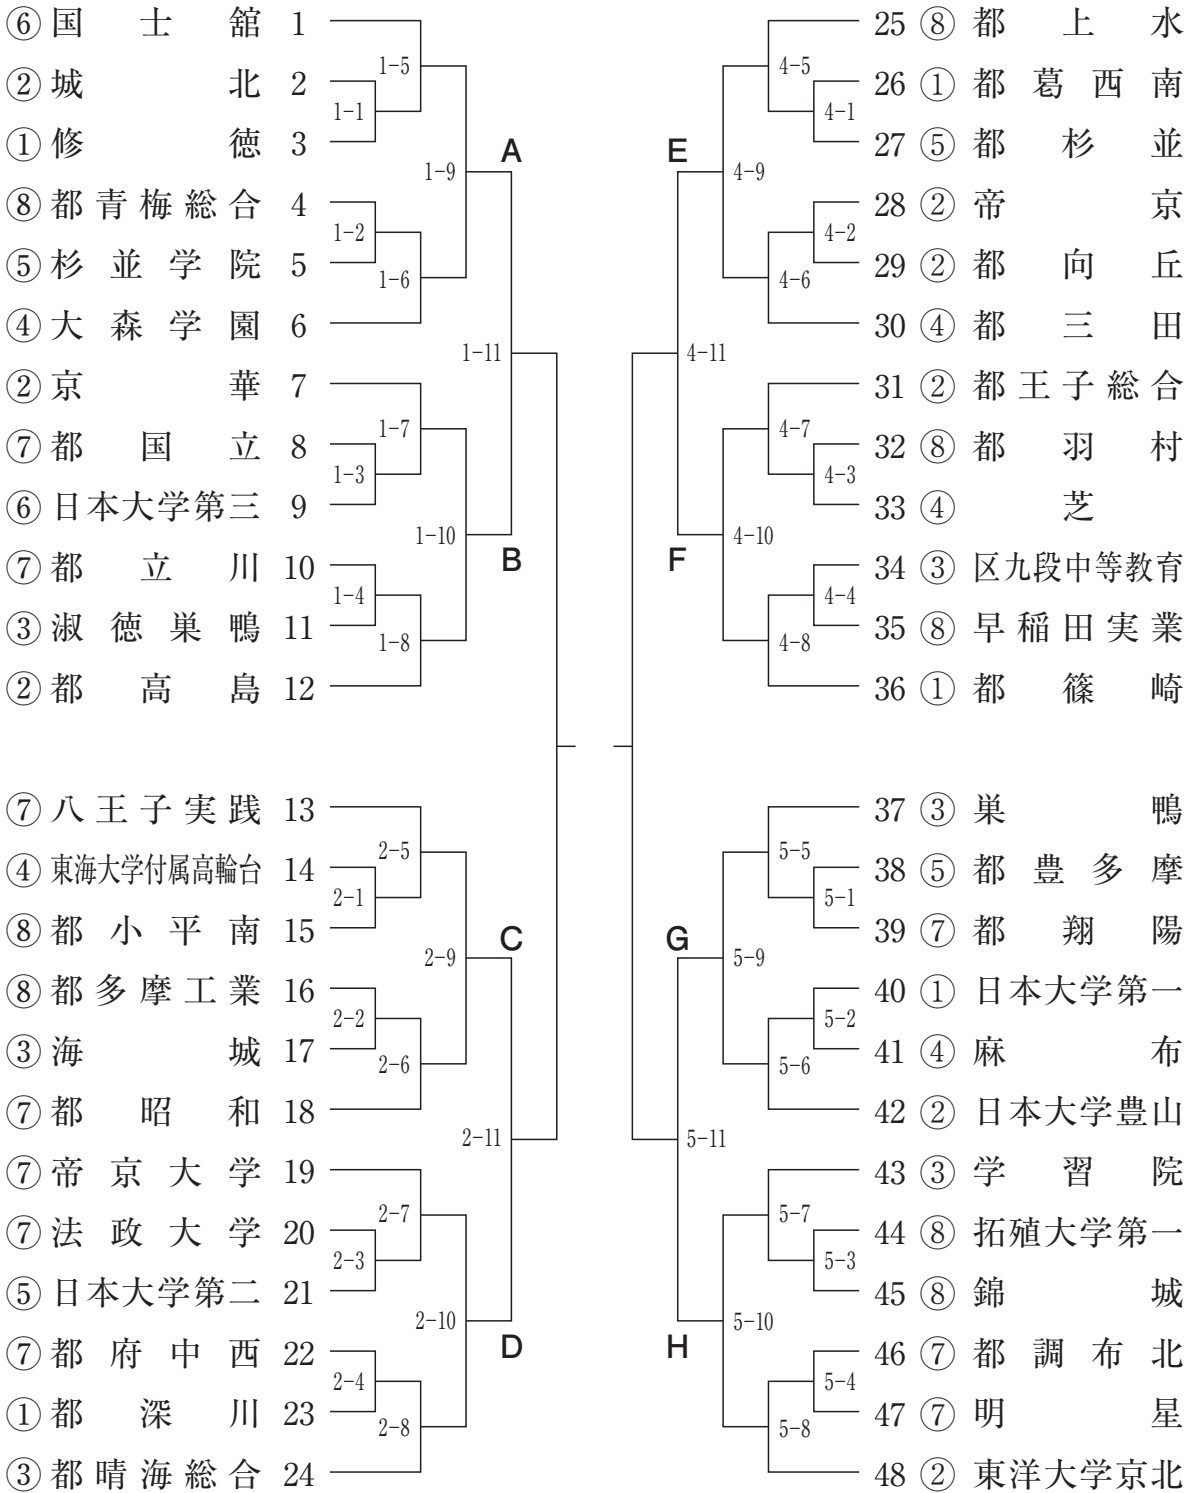 ⑥国士舘 1
1-5
②城北 2
1-1
①修徳 3
A
1-9
⑧都青梅総合 4
1-2
⑤杉並学院 5
1-6
④大森学園 6
1-11
②京華 7
1-7
⑦都国立 8
1-3
⑥日本大学第三 9
1-10
B
⑦都立川 10
1-4
③淑徳巣鴨 11
1-8
②都高島 12
⑦八王子実践 13
2-5
④東海大学付属高輪台 14
2-1
⑧都小平南 15
C
2-9
⑧都多摩工業 16
2-2
③海城 17
2-6
⑦都昭和 18
2-11
⑦帝京大学 19
2-7
⑦法政大学 20
2-3
⑤日本大学第二 21
2-10
D
⑦都府中西 22
2-4
①都深川 23
2-8
③都晴海総合 24
25 ⑧ 都上水
4-5
26 ① 都葛西南
4-1
27 ⑤ 都杉並
E
4-9
28 ② 帝京
4-2
29 ② 都向丘
4-6
30 ④ 都三田
4-11
31 ② 都王子総合
4-7
32 ⑧ 都羽村
4-3
33 ④ 芝
4-10
F
34 ③ 区九段中等教育
4-4
35 ⑧ 早稲田実業
4-8
36 ① 都篠崎
37 ③ 巣鴨
5-5
38 ⑤ 都豊多摩
5-1
39 ⑦ 都翔陽
G
5-9
40 ① 日本大学第一
5-2
41 ④ 麻布
5-6
42 ② 日本大学豊山
5-11
43 ③ 学習院
5-7
44 ⑧ 拓殖大学第一
5-3
45 ⑧ 錦城
5-10
H
46 ⑦ 都調布北
5-4
47 ⑦ 明星
5-8
48 ② 東洋大学京北